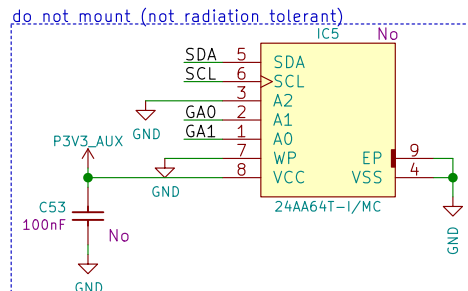 do not mount (not radiation tolerant)
IC5
No
SDA 5 SDA
SCL 6 SCL
3 A2
GND
GA0 2 A1
GA1 1 A0
P3V3_AUX
7 WP EP 9
GND
8 VCC VSS 4
24AA64T-I/MC
C53
100nF
No
GND
GND